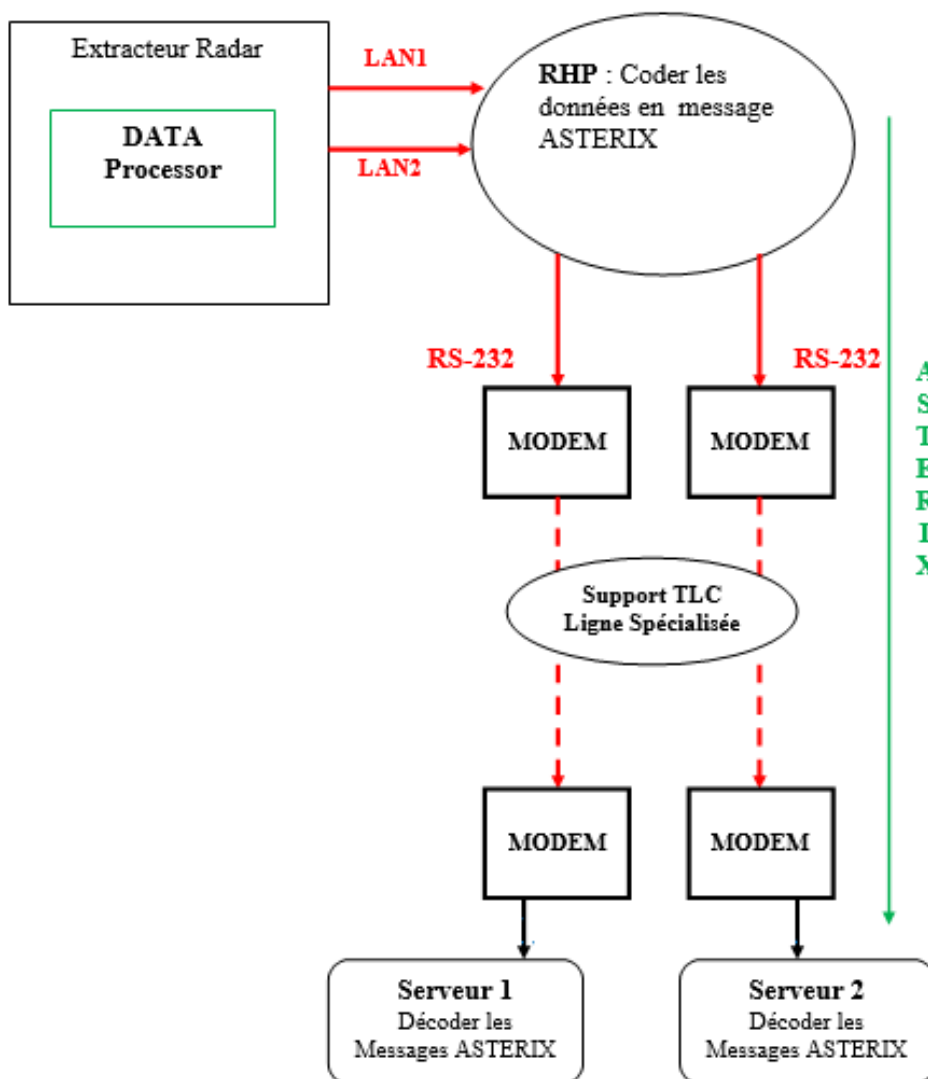 Extracteur Radar
DATA
Processor
LAN1
LAN2
RHP : Coder les
données en message
ASTERIX
RS-232
RS-232
MODEM
MODEM
A
S
T
E
R
I
X
Support TLC
Ligne Spécialisée
MODEM
MODEM
Serveur 1
Décoder les
Messages ASTERIX
Serveur 2
Décoder les
Messages ASTERIX